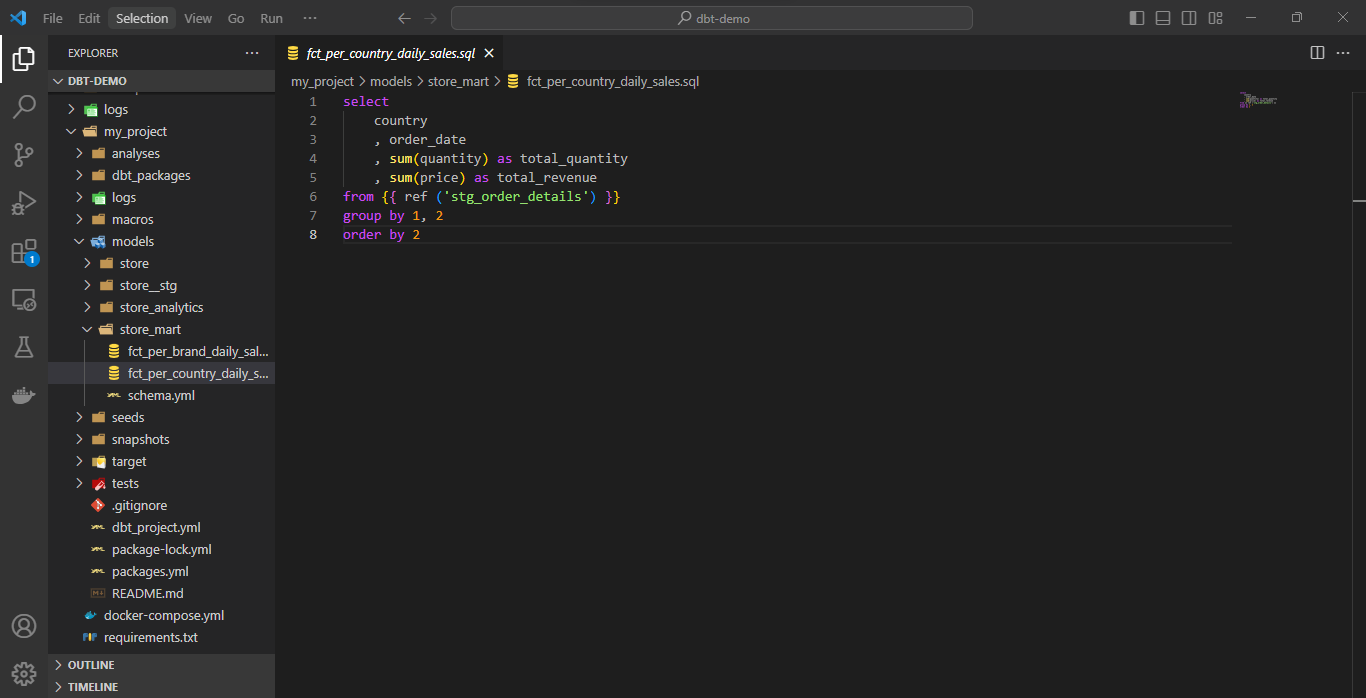 File Edit Selection View Go Run ··· dbt-demo
EXPLORER ···
DBT-DEMO
logs
my_project
analyses
dbt_packages
logs
macros
models
store
store__stg
store_analytics
store_mart
fct_per_brand_daily_sal...
fct_per_country_daily_s...
schema.yml
seeds
snapshots
target
tests
.gitignore
dbt_project.yml
package-lock.yml
packages.yml
README.md
docker-compose.yml
requirements.txt
OUTLINE
TIMELINE
1
fct_per_country_daily_sales.sql
my_project > models > store_mart > fct_per_country_daily_sales.sql
1 select
2 country
3 , order_date
4 , sum(quantity) as total_quantity
5 , sum(price) as total_revenue
6 from {{ ref ('stg_order_details') }}
7 group by 1, 2
8 order by 2